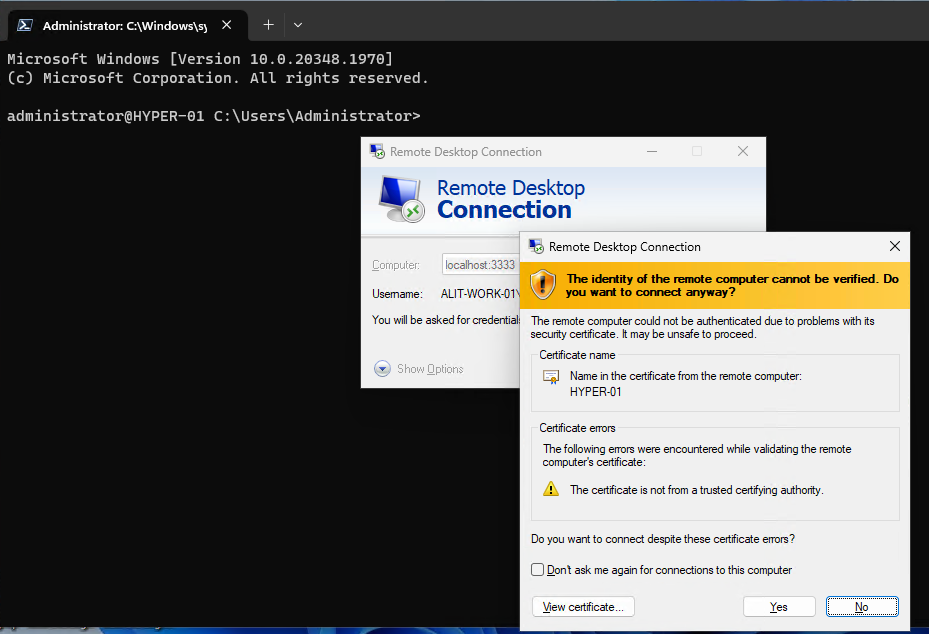 Administrator: C:\Windows\sy
Microsoft Windows [Version 10.0.20348.1970]
(c) Microsoft Corporation. All rights reserved.
administrator@HYPER-01 C:\Users\Administrator>
Remote Desktop Connection
Remote Desktop
Connection
Computer: localhost:3333
Username: ALIT-WORK-01\
You will be asked for credentials
Show Options
Remote Desktop Connection
The identity of the remote computer cannot be verified. Do
you want to connect anyway?
The remote computer could not be authenticated due to problems with its
security certificate. It may be unsafe to proceed.
Certificate name
Name in the certificate from the remote computer:
HYPER-01
Certificate errors
The following errors were encountered while validating the remote
computer's certificate:
The certificate is not from a trusted certifying authority.
Do you want to connect despite these certificate errors?
Don't ask me again for connections to this computer
View certificate... Yes No